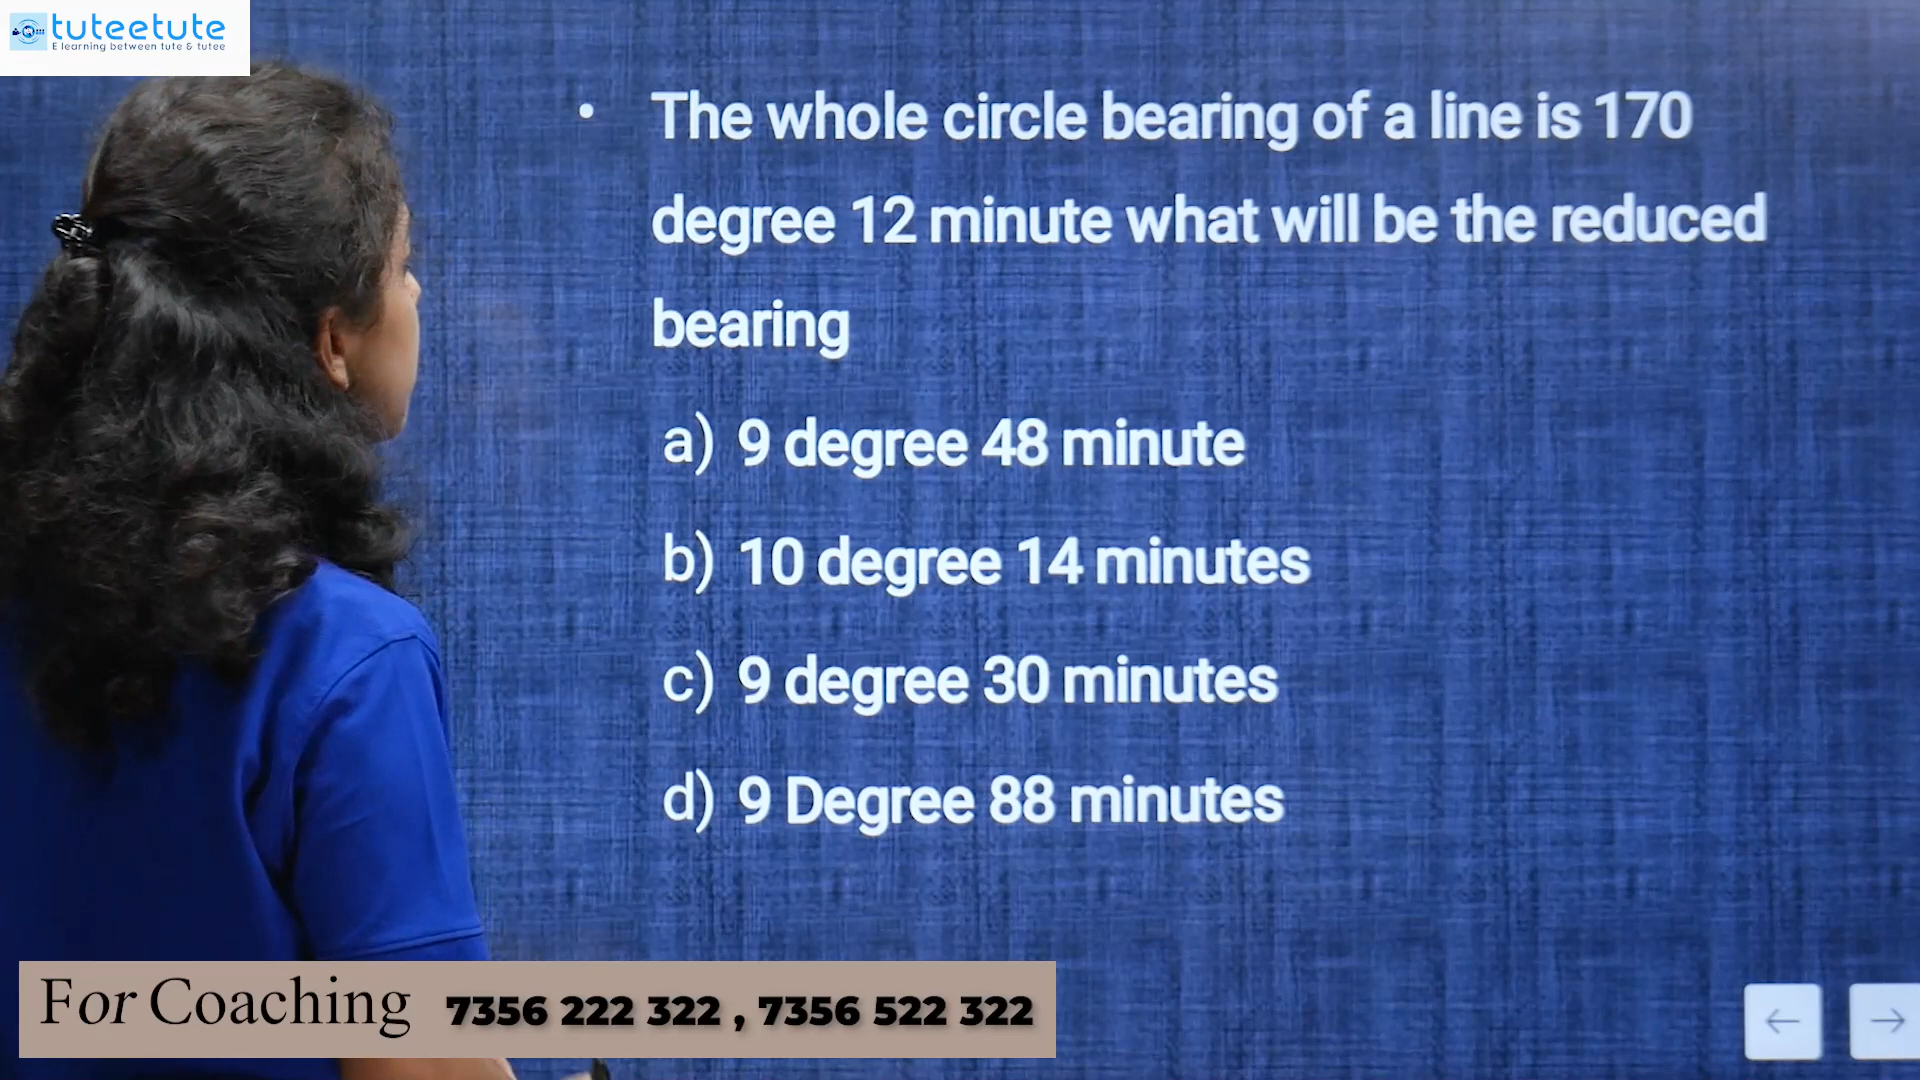 tuteetute
E learning between tute & tutee
• The whole circle bearing of a line is 170
degree 12 minute what will be the reduced
bearing
a) 9 degree 48 minute
b) 10 degree 14 minutes
c) 9 degree 30 minutes
d) 9 Degree 88 minutes
For Coaching 7356 222 322 , 7356 522 322